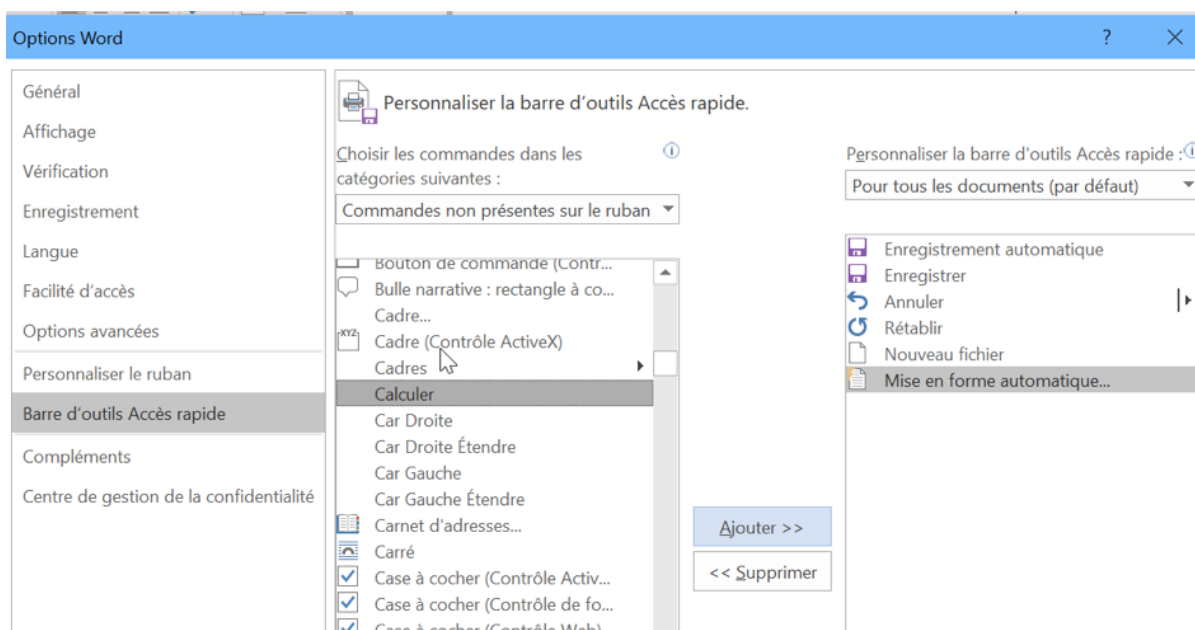 Options Word
?
Général
Affichage
Vérification
Enregistrement
Langue
Facilité d'accès
Options avancées
Personnaliser le ruban
Barre d'outils Accès rapide
Compléments
Centre de gestion de la confidentialité
Personnaliser la barre d'outils Accès rapide.
Choisir les commandes dans les
catégories suivantes :
Commandes non présentes sur le ruban
Bouton de commande (Contr...
Bulle narrative : rectangle à co...
Cadre...
XYZ
Cadre (Contrôle ActiveX)
Cadres
Calculer
Car Droite
Car Droite Étendre
Car Gauche
Car Gauche Étendre
Carnet d'adresses...
Carré
Case à cocher (Contrôle Activ...
Case à cocher (Contrôle de fo...
Case à cocher (Contrôle Web)
Ajouter >>
<< Supprimer
Personnaliser la barre d'outils Accès rapide :
Pour tous les documents (par défaut)
Enregistrement automatique
Enregistrer
Annuler
Rétablir
Nouveau fichier
Mise en forme automatique...